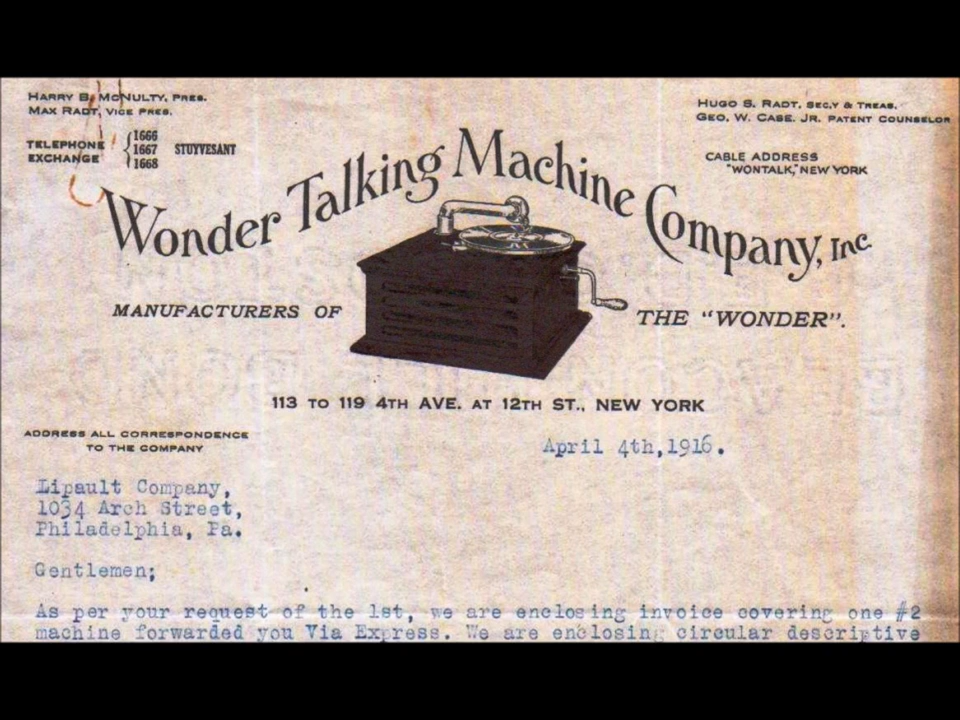 HARRY B. MCNULTY, PRES.
MAX RADT, VICE PRES.
TELEPHONE EXCHANGE { 1666 1667 1668 STUYVESANT
HUGO S. RADT, SEC,Y & TREAS.
GEO. W. CASE. JR. PATENT COUNSELOR
CABLE ADDRESS
"WONTALK," NEW YORK
Wonder Talking Machine Company, Inc.
MANUFACTURERS OF THE "WONDER".
113 TO 119 4TH AVE. AT 12TH ST., NEW YORK
ADDRESS ALL CORRESPONDENCE
TO THE COMPANY
April 4th,1916.
Lipault Company,
1034 Arch Street,
Philadelphia, Pa.
Gentlemen;
As per your request of the 1st, we are enclosing invoice covering one #2
machine forwarded you Via Express. We are enclosing circular descriptive